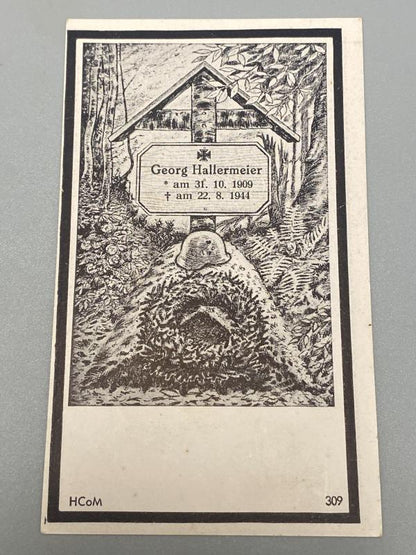 Georg Hallermeier
* am 31. 10. 1909
† am 22. 8. 1944
HCoM
309